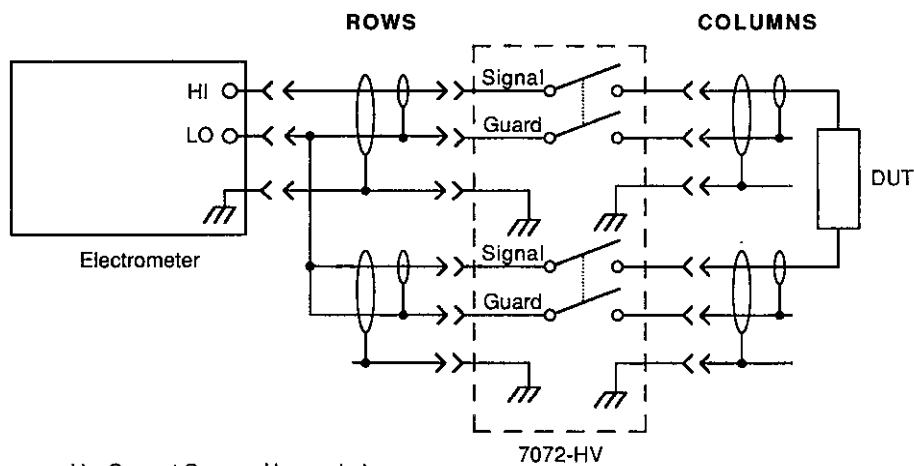 ROWS
COLUMNS
HI
LO
Signal
Guard
DUT
Electrometer
Signal
Guard
7072-HV